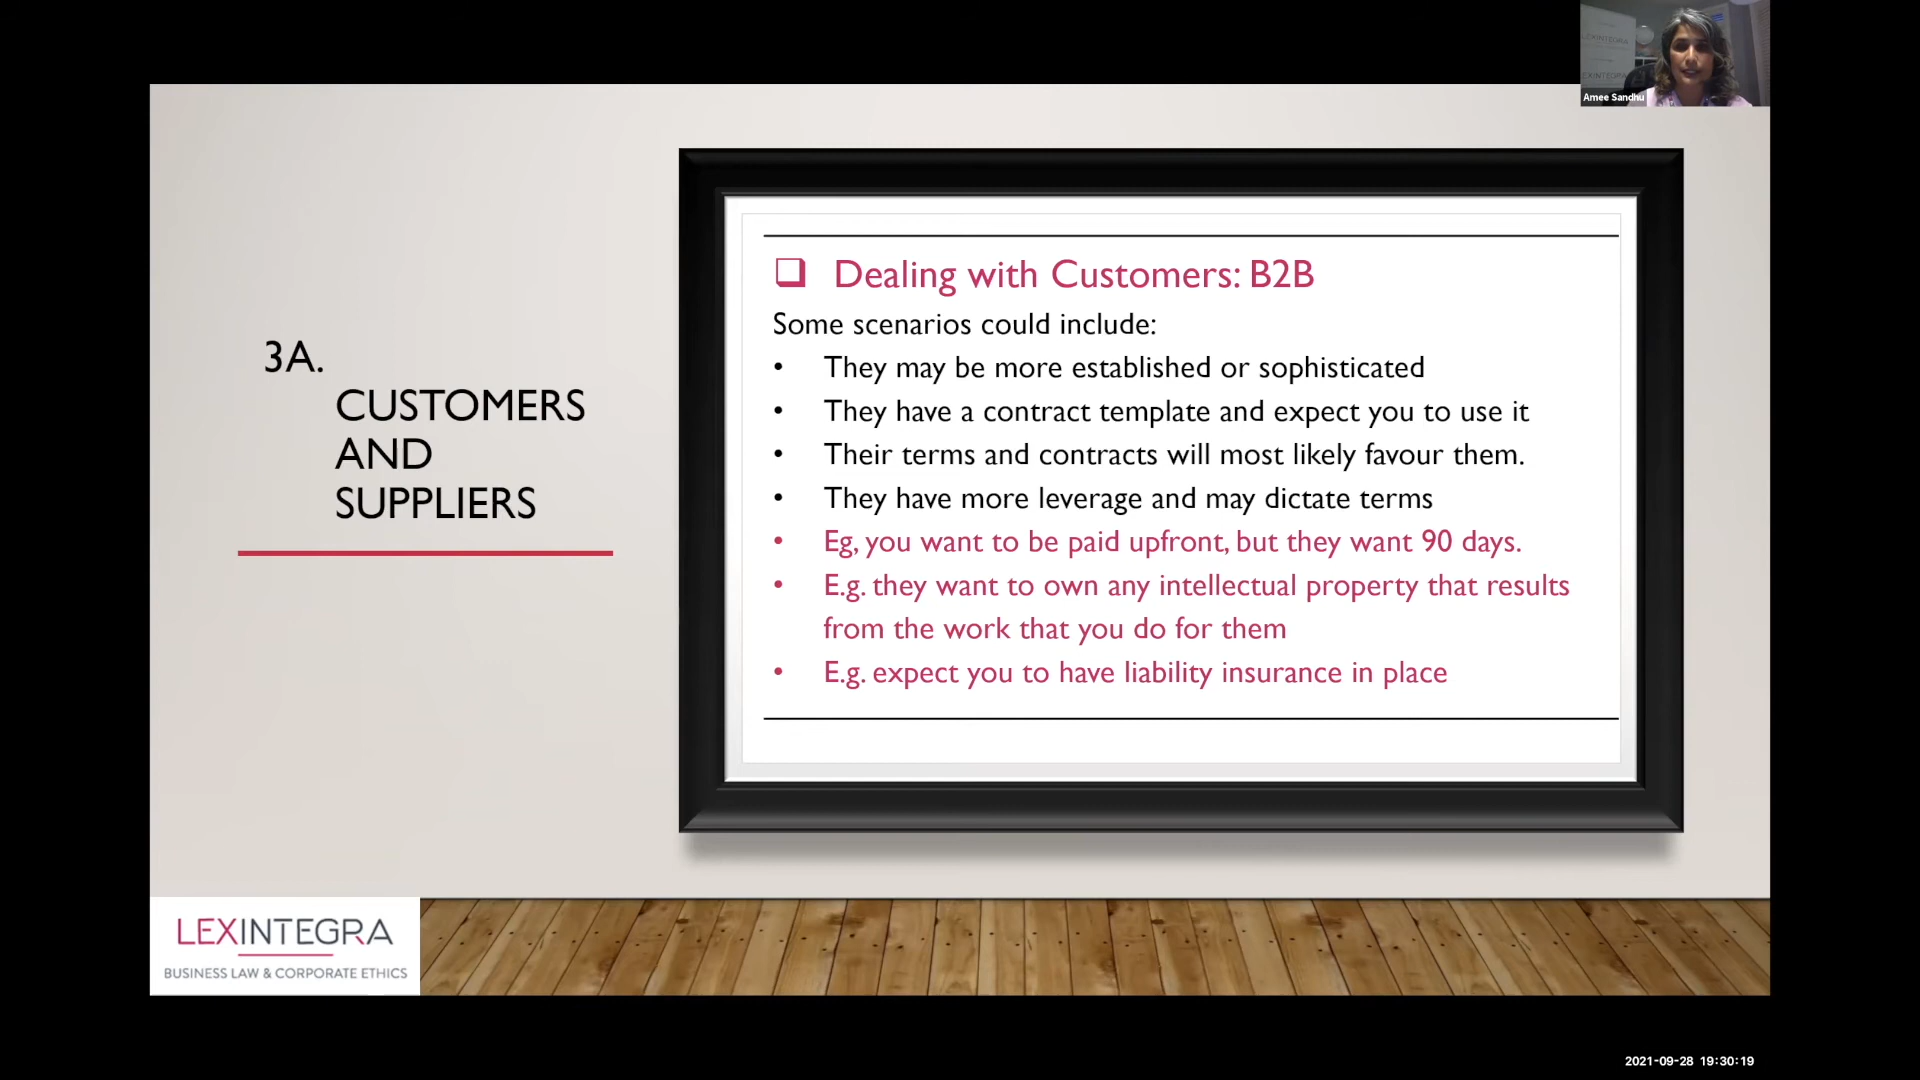 Amee Sandhu
3A.
CUSTOMERS
AND
SUPPLIERS
❑ Dealing with Customers: B2B
Some scenarios could include:
• They may be more established or sophisticated
• They have a contract template and expect you to use it
• Their terms and contracts will most likely favour them.
• They have more leverage and may dictate terms
• Eg, you want to be paid upfront, but they want 90 days.
• E.g. they want to own any intellectual property that results
from the work that you do for them
• E.g. expect you to have liability insurance in place
LEXINTEGRA
BUSINESS LAW & CORPORATE ETHICS
2021-09-28 19:30:19